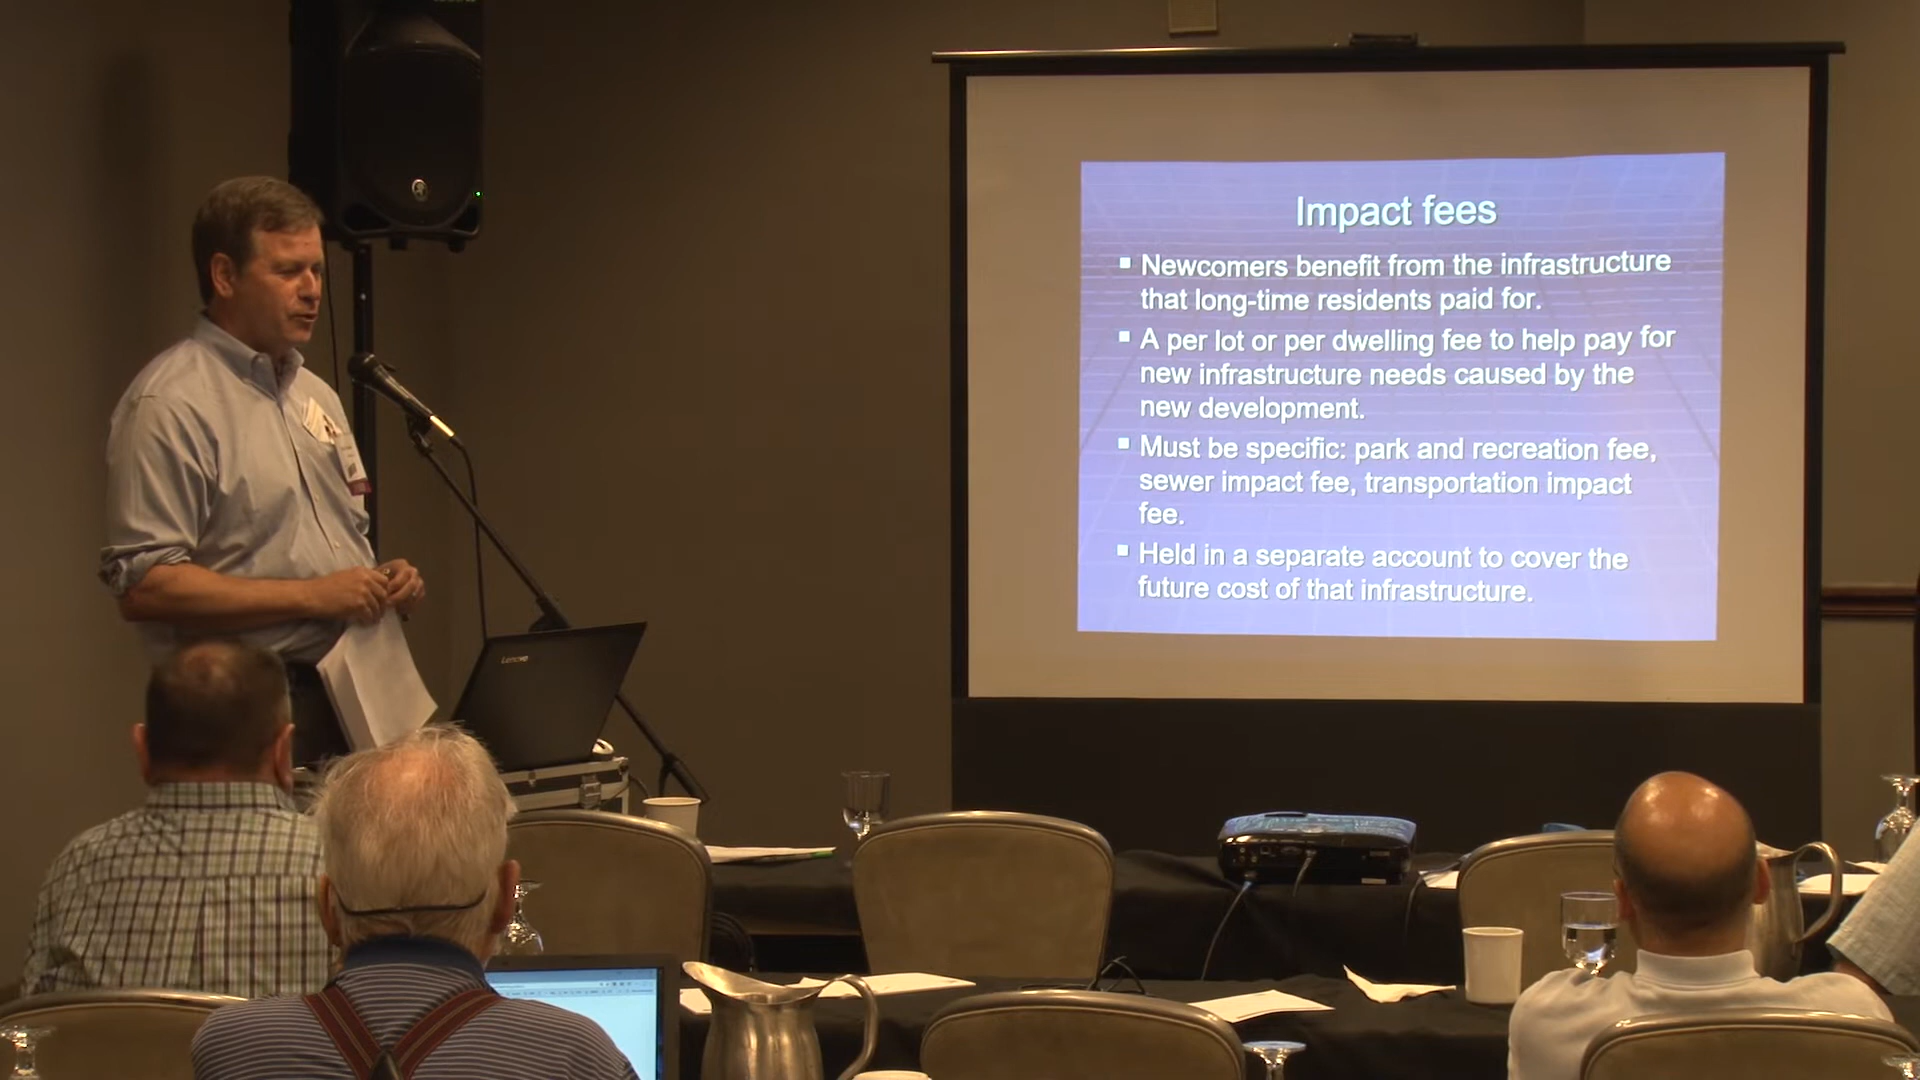 Impact fees
▪ Newcomers benefit from the infrastructure
that long-time residents paid for.
▪ A per lot or per dwelling fee to help pay for
new infrastructure needs caused by the
new development.
▪ Must be specific: park and recreation fee,
sewer impact fee, transportation impact
fee.
▪ Held in a separate account to cover the
future cost of that infrastructure.
Lenovo